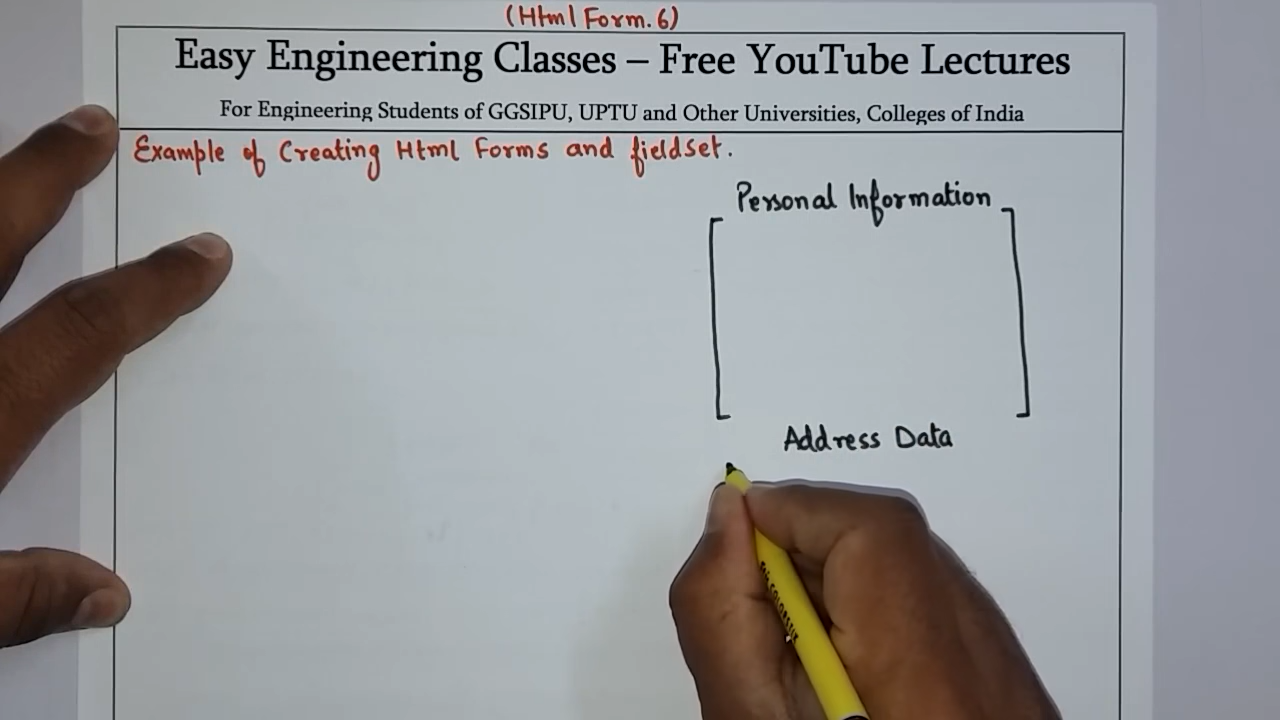 (Html Form. 6)
Easy Engineering Classes – Free YouTube Lectures
For Engineering Students of GGSIPU, UPTU and Other Universities, Colleges of India
Example of Creating Html Forms and fieldset.
Personal Information
Address Data